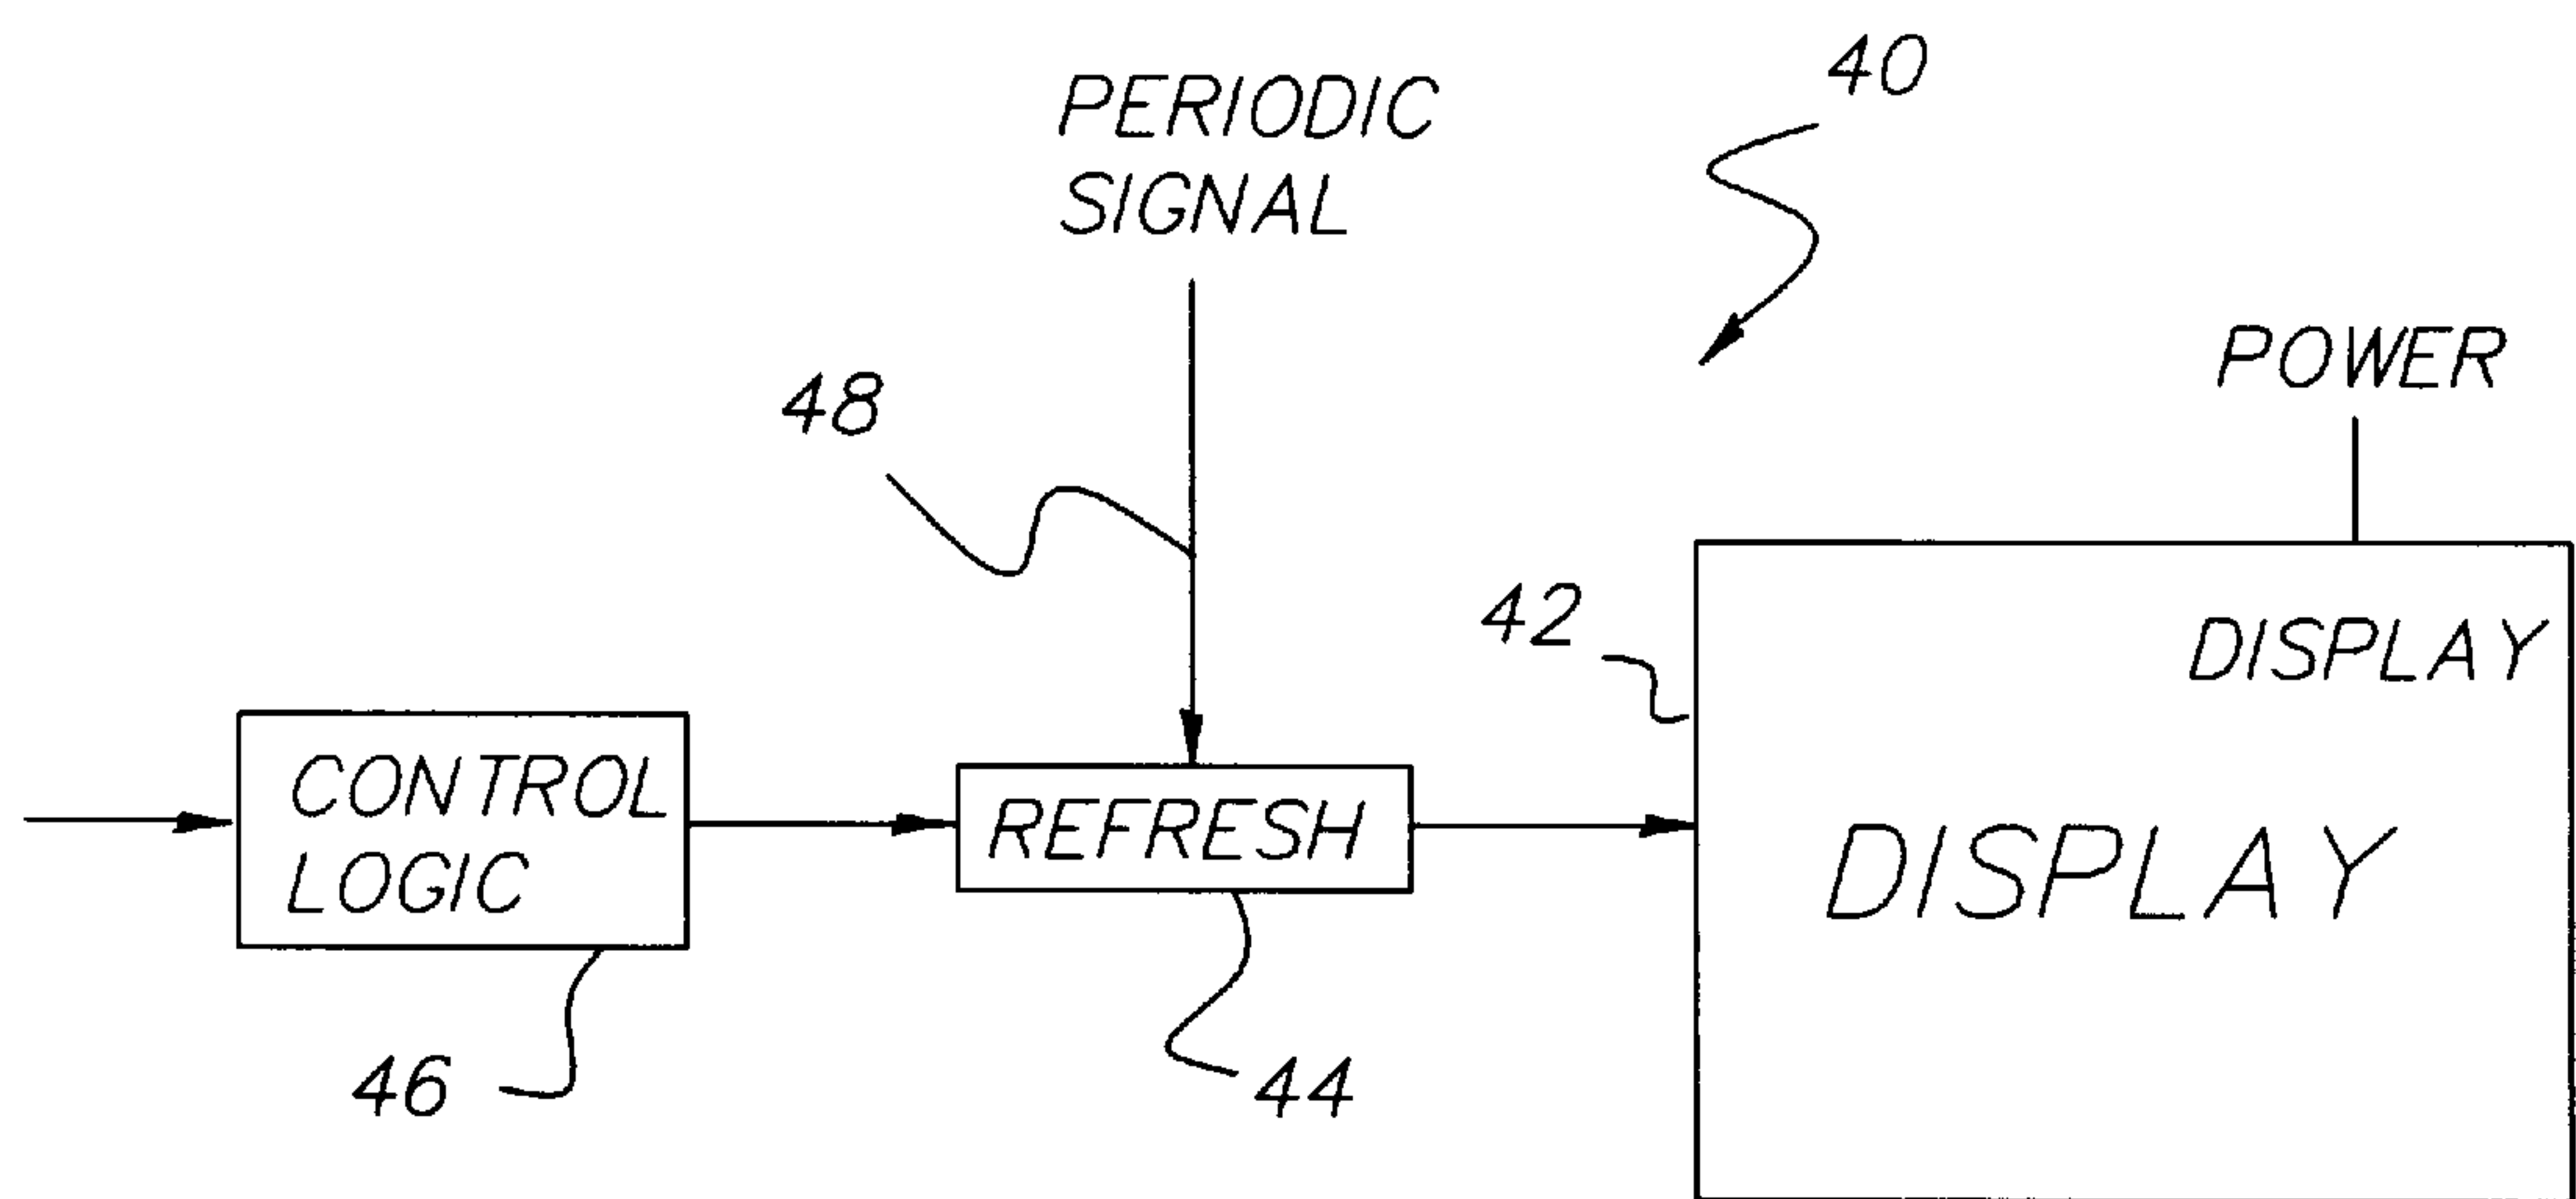 40
PERIODIC
SIGNAL
POWER
48
42
DISPLAY
CONTROL
LOGIC
REFRESH
DISPLAY
46
44